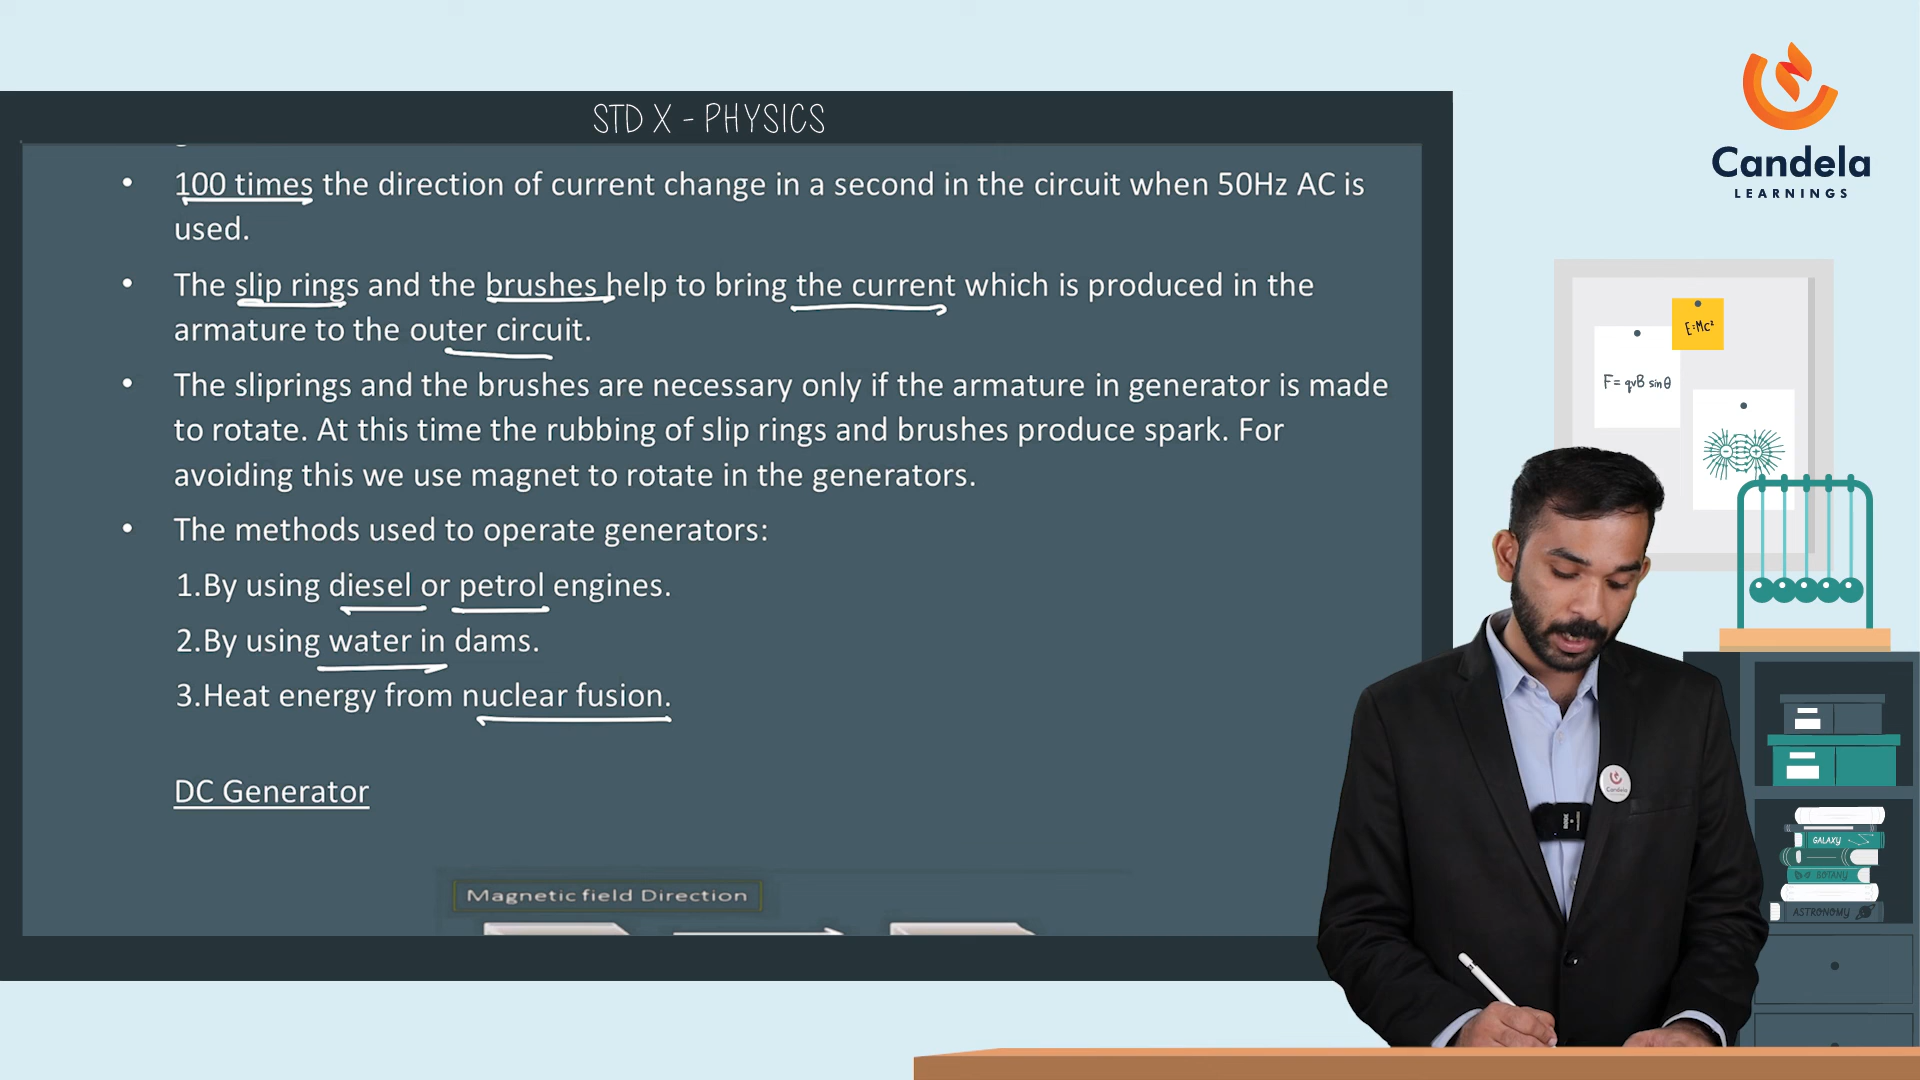 STD X - PHYSICS
• 100 times the direction of current change in a second in the circuit when 50Hz AC is
used.
• The slip rings and the brushes help to bring the current which is produced in the
armature to the outer circuit.
• The sliprings and the brushes are necessary only if the armature in generator is made
to rotate. At this time the rubbing of slip rings and brushes produce spark. For
avoiding this we use magnet to rotate in the generators.
• The methods used to operate generators:
1.By using diesel or petrol engines.
2.By using water in dams.
3.Heat energy from nuclear fusion.
DC Generator
Magnetic field Direction
Candela
LEARNINGS
E=Mc²
F= qvB sinθ
Candela
GALAXY
BOTANY
ASTRONOMY